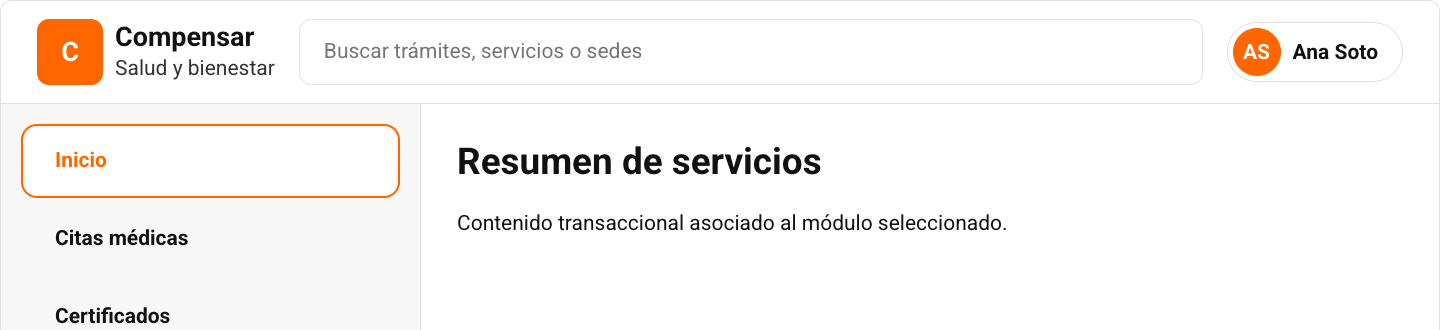 C
Compensar
Salud y bienestar
Buscar trámites, servicios o sedes
AS
Ana Soto
Inicio
Citas médicas
Certificados
Resumen de servicios
Contenido transaccional asociado al módulo seleccionado.